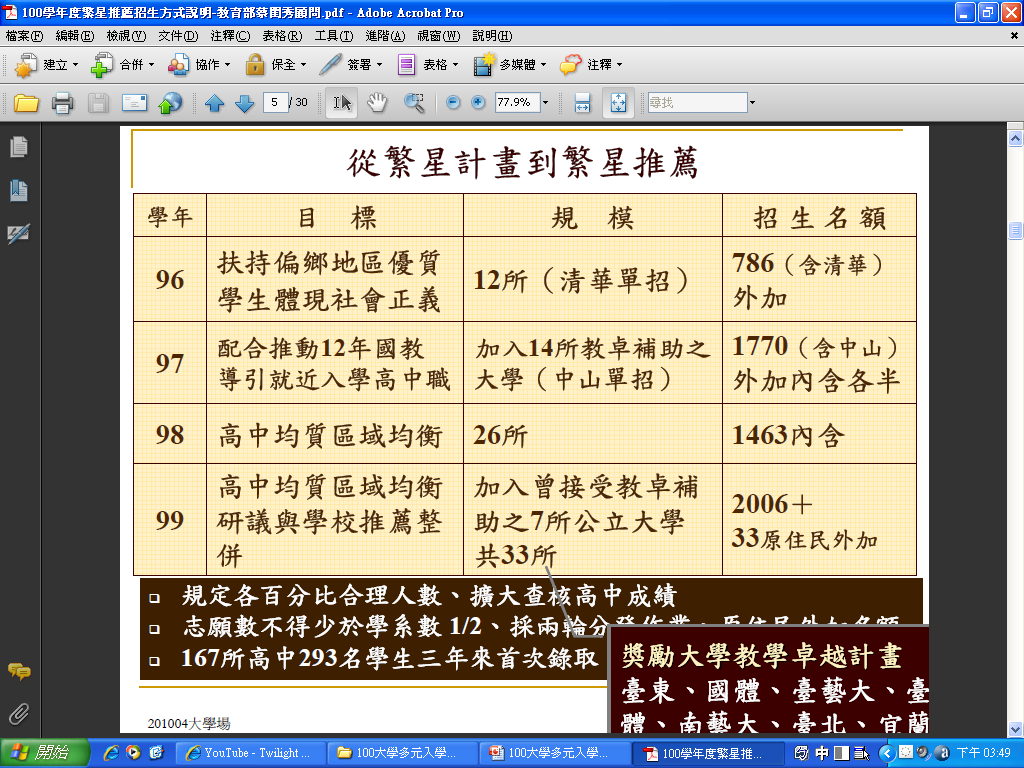 100學年度繁星推薦招生方式說明-教育部蔡閨秀顧問.pdf - Adobe Acrobat Pro
檔案(F) 編輯(E) 檢視(V) 文件(D) 注釋(C) 表格(R) 工具(T) 進階(A) 視窗(W) 說明(H)
建立 合併 協作 保全 簽署 表格 多媒體 注釋
5 / 30 77.9% 尋找
從繁星計畫到繁星推薦
學年 目 標 規 模 招生名額
96 扶持偏鄉地區優質 12所（清華單招） 786（含清華）
學生體現社會正義 外加
97 配合推動12年國教 加入14所教卓補助之 1770（含中山）
導引就近入學高中職 大學（中山單招） 外加內含各半
98 高中均質區域均衡 26所 1463內含
99 高中均質區域均衡 加入曾接受教卓補 2006＋
研議與學校推薦整 助之7所公立大學 33原住民外加
併 共33所
規定各百分比合理人數、擴大查核高中成績
志願數不得少於學系數 1/2、採兩輪分發作業、原住民外加名額
167所高中293名學生三年來首次錄取
獎勵大學教學卓越計畫
臺東、國體、臺藝大、臺
體、南藝大、臺北、宜蘭
201004大學場
開始 YouTube - Twilight ... 100大學多元入學... 100大學多元入學... 100學年度繁星推... 中 下午 03:49